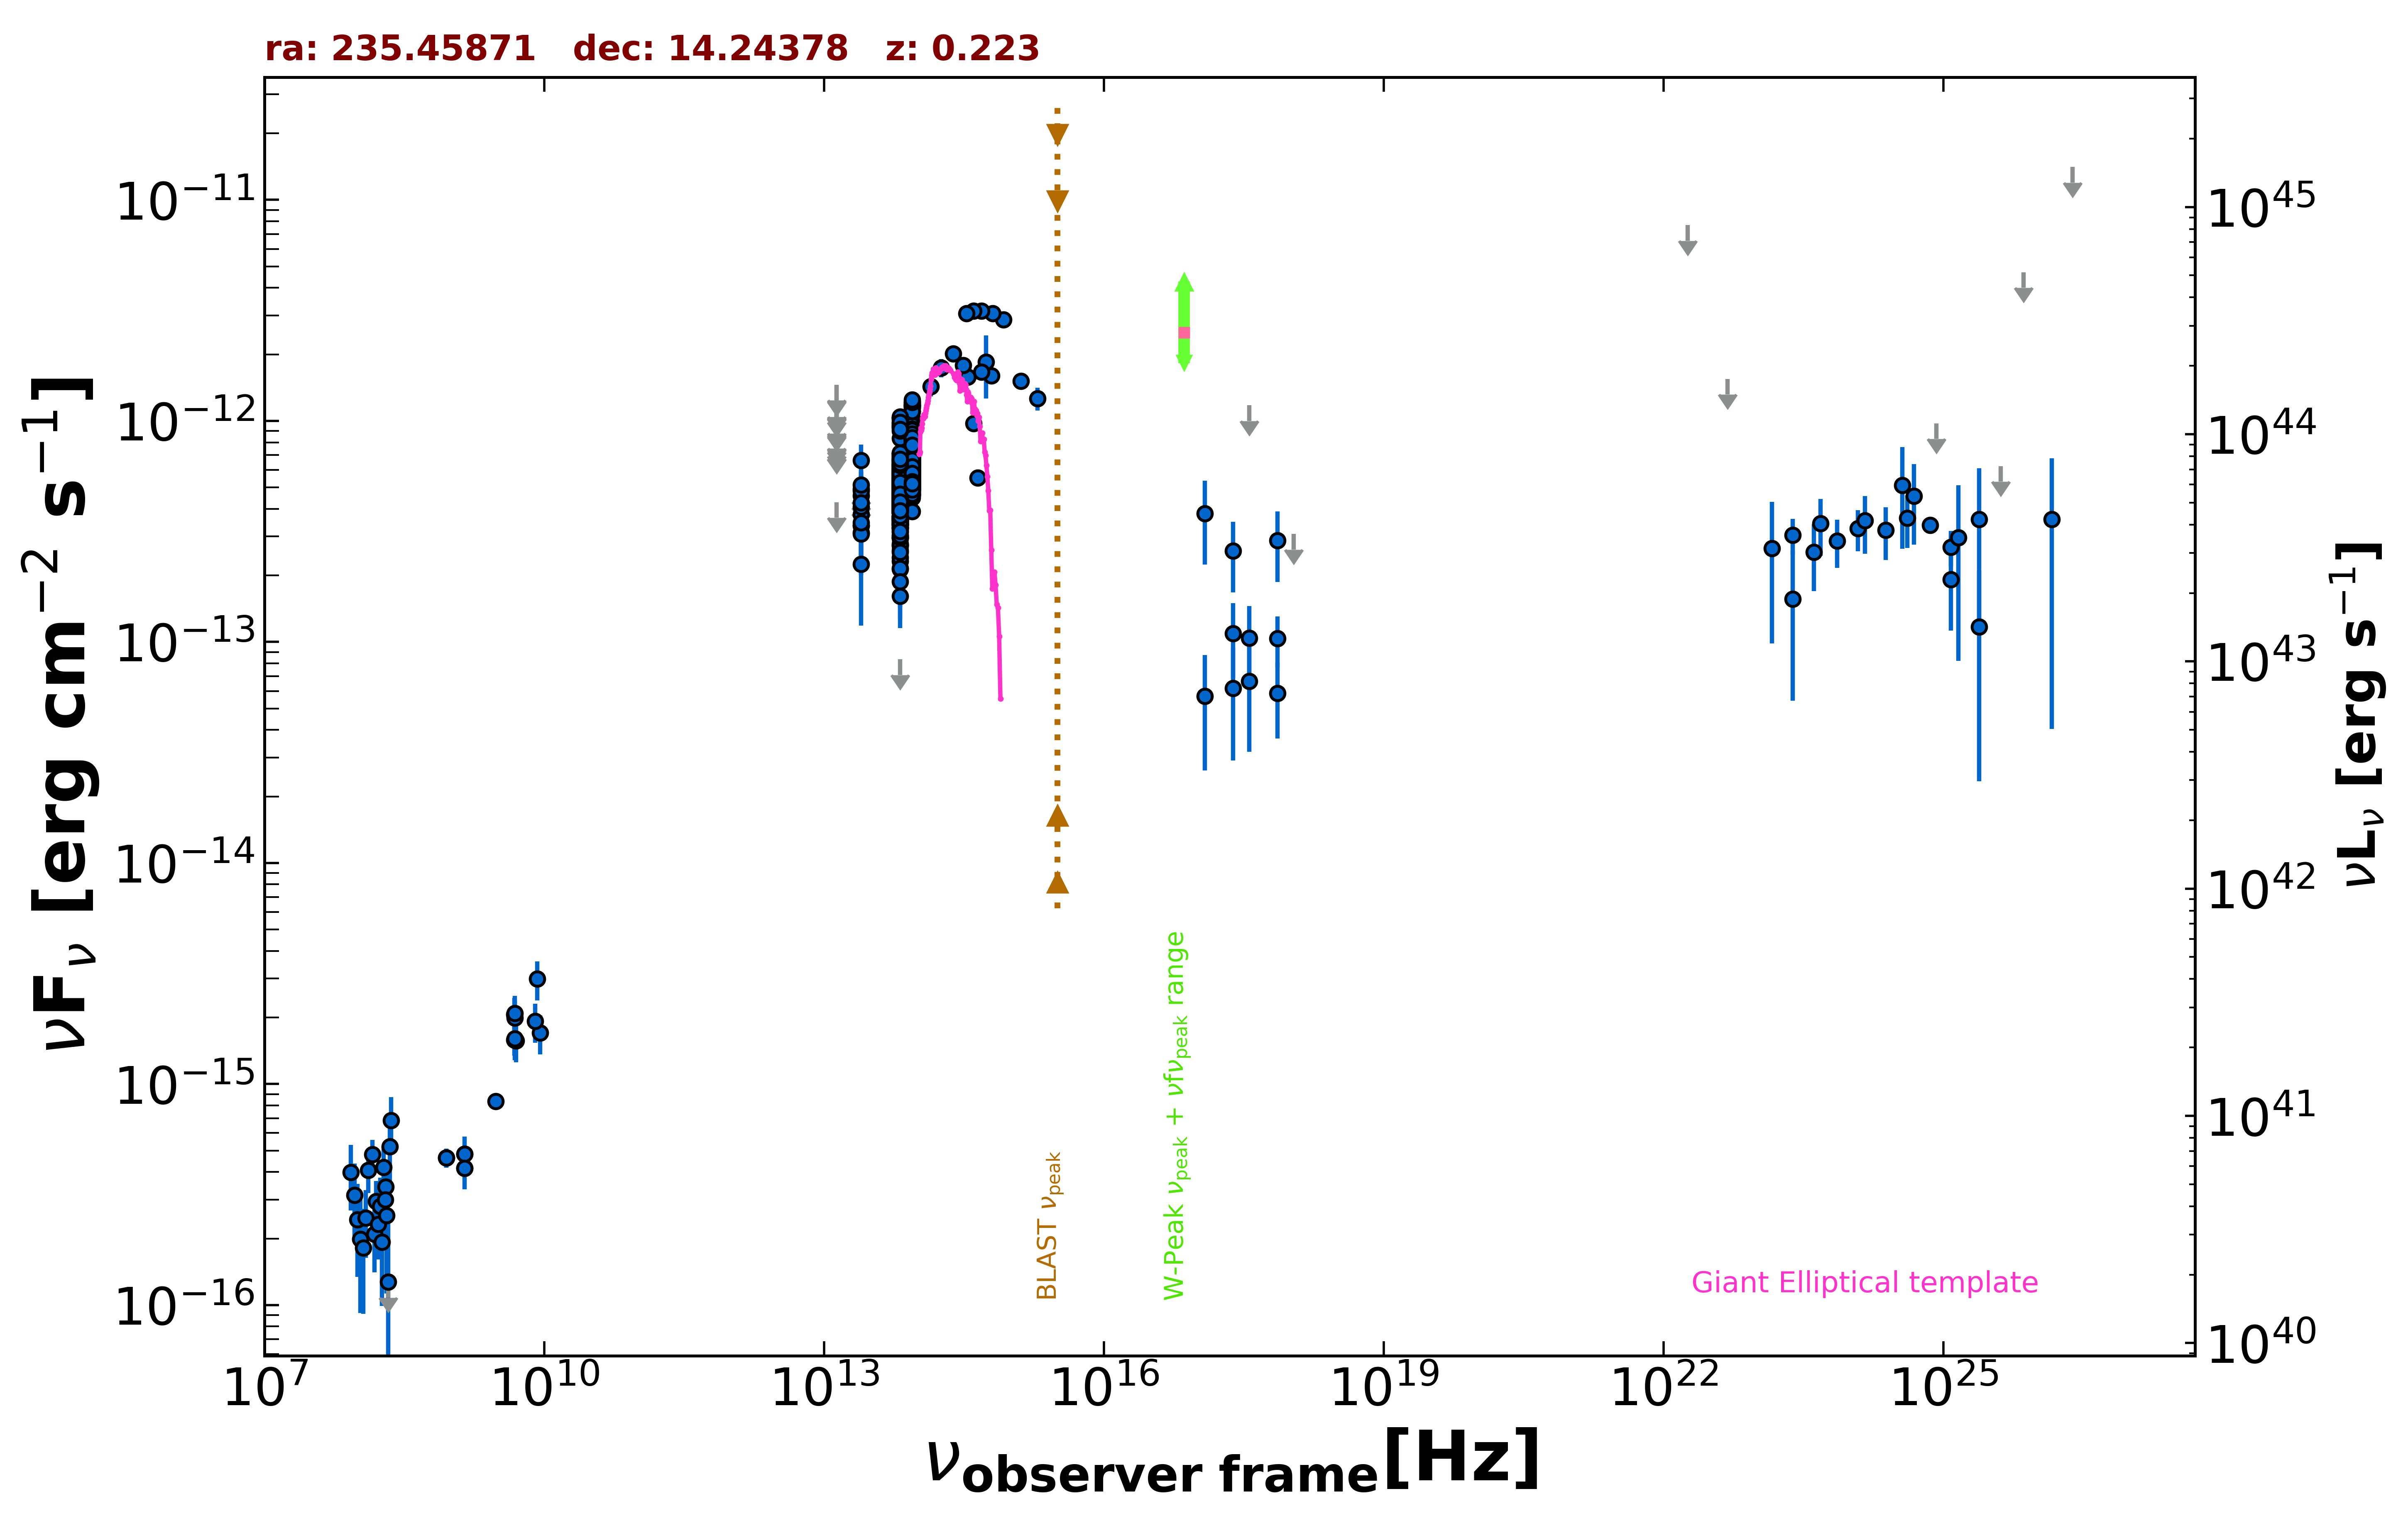 ra: 235.45871   dec: 14.24378   z: 0.223
νFν [erg cm−2 s−1]
10−11
10−12
10−13
10−14
10−15
10−16
1045
1044
1043
1042
1041
1040
νLν [erg s−1]
BLAST νpeak
W-Peak νpeak + νfνpeak range
Giant Elliptical template
107
1010
1013
1016
1019
1022
1025
νobserver frame[Hz]